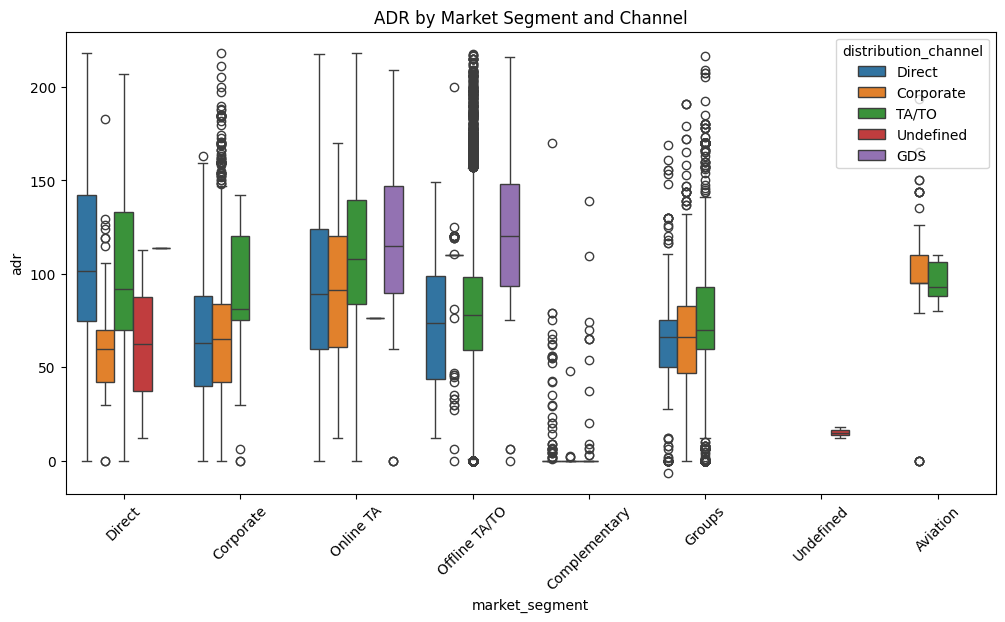 ADR by Market Segment and Channel
distribution_channel
Direct
Corporate
TA/TO
Undefined
GDS
adr
200
150
100
50
0
Direct
Corporate
Online TA
Offline TA/TO
Complementary
Groups
Undefined
Aviation
market_segment